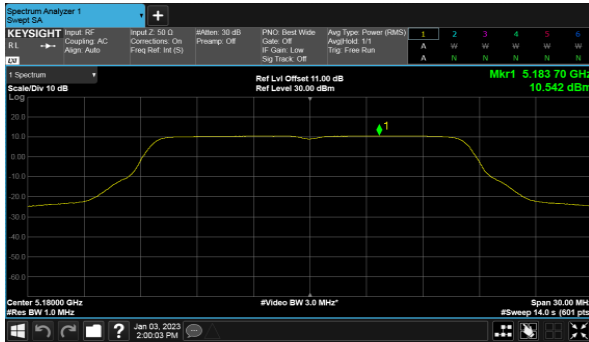 Spectrum Analyzer 1
Swept SA
+
KEYSIGHT Input: RF Input Z: 50 Ω #Atten: 30 dB PNO: Best Wide Avg Type: Power (RMS) 1 2 3 4 5 6
RL Coupling: AC Corrections: On Preamp: Off Gate: Off Avg|Hold: 1/1 A W W W W W
Align: Auto Freq Ref: Int (S) IF Gain: Low Trig: Free Run
LXI Sig Track: Off A N N N N N
1 Spectrum Ref Lvl Offset 11.00 dB Mkr1 5.183 70 GHz
Scale/Div 10 dB Ref Level 30.00 dBm 10.542 dBm
Log
20.0
1
10.0
0.00
-10.0
-20.0
-30.0
-40.0
-50.0
-60.0
Center 5.18000 GHz #Video BW 3.0 MHz* Span 30.00 MHz
#Res BW 1.0 MHz #Sweep 14.0 s (601 pts)
? Jan 03, 2023
2:00:03 PM